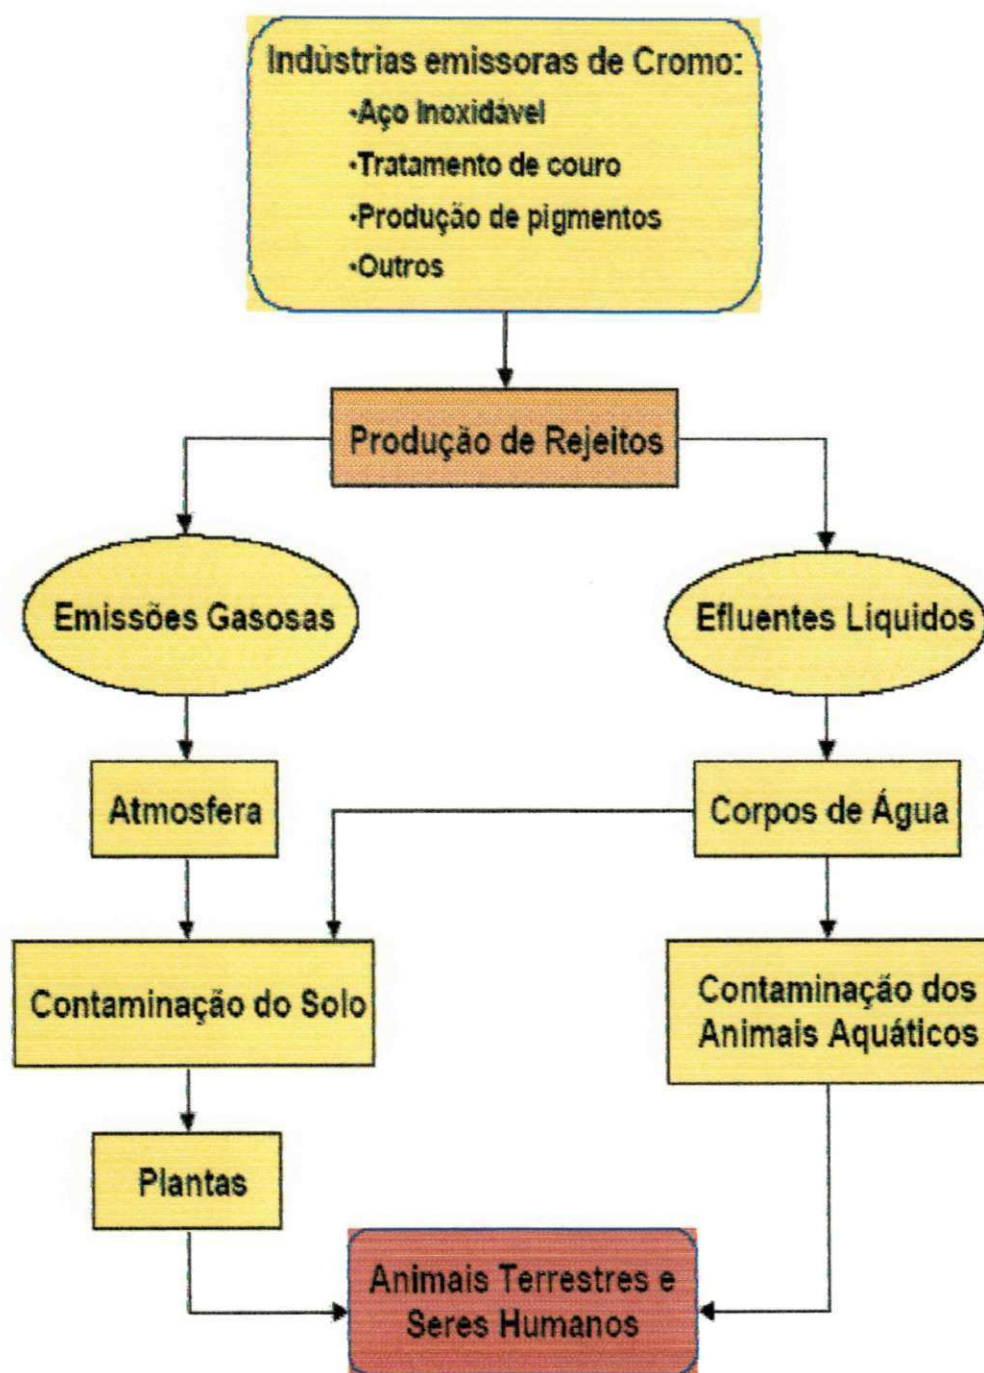 Indústrias emissoras de Cromo:
•Aço Inoxidável
•Tratamento de couro
•Produção de pigmentos
•Outros
Produção de Rejeitos
Emissões Gasosas
Efluentes Liquidos
Atmosfera
Corpos de Água
Contaminação do Solo
Contaminação dos
Animais Aquáticos
Plantas
Animais Terrestres e
Seres Humanos